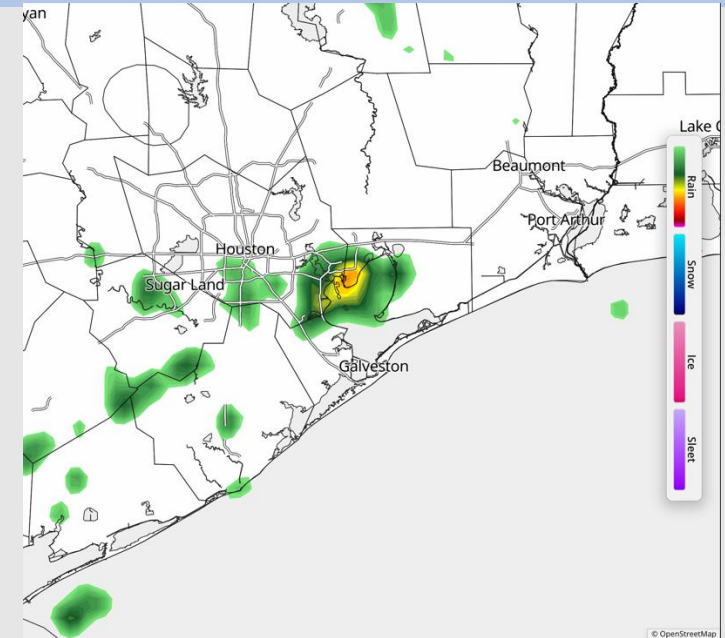 yan
Lake C
Beaumont
Rain
Port Arthur
Houston
Sugar Land
Snow
Ice
Galveston
Sleet
© OpenStreetMap